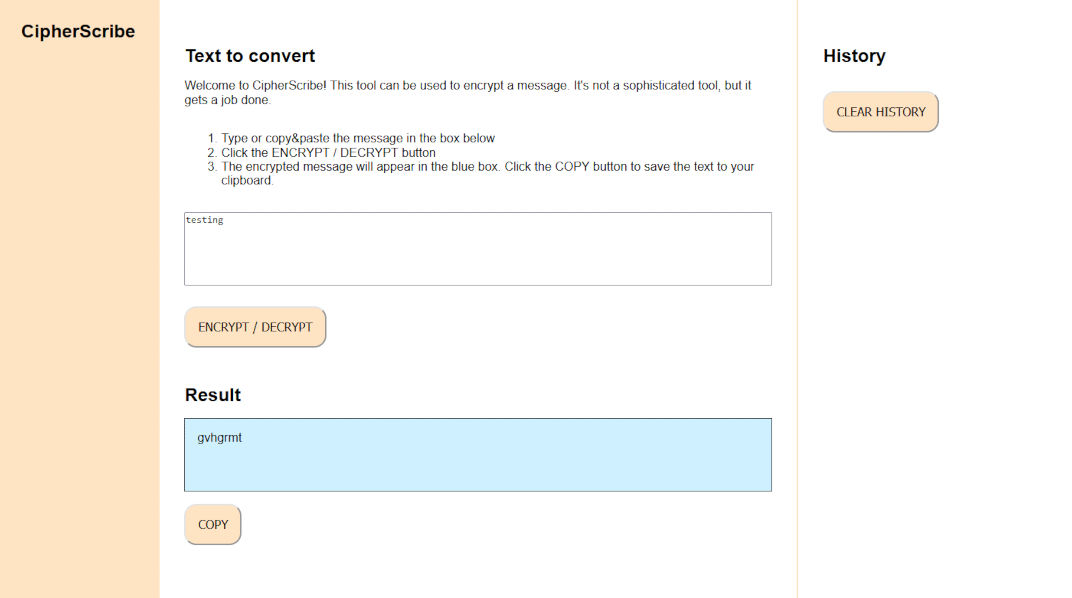 CipherScribe
Text to convert
Welcome to CipherScribe! This tool can be used to encrypt a message. It's not a sophisticated tool, but it
gets a job done.
1. Type or copy&paste the message in the box below
2. Click the ENCRYPT / DECRYPT button
3. The encrypted message will appear in the blue box. Click the COPY button to save the text to your
clipboard.
testing
ENCRYPT / DECRYPT
Result
gvhgrmt
COPY
History
CLEAR HISTORY